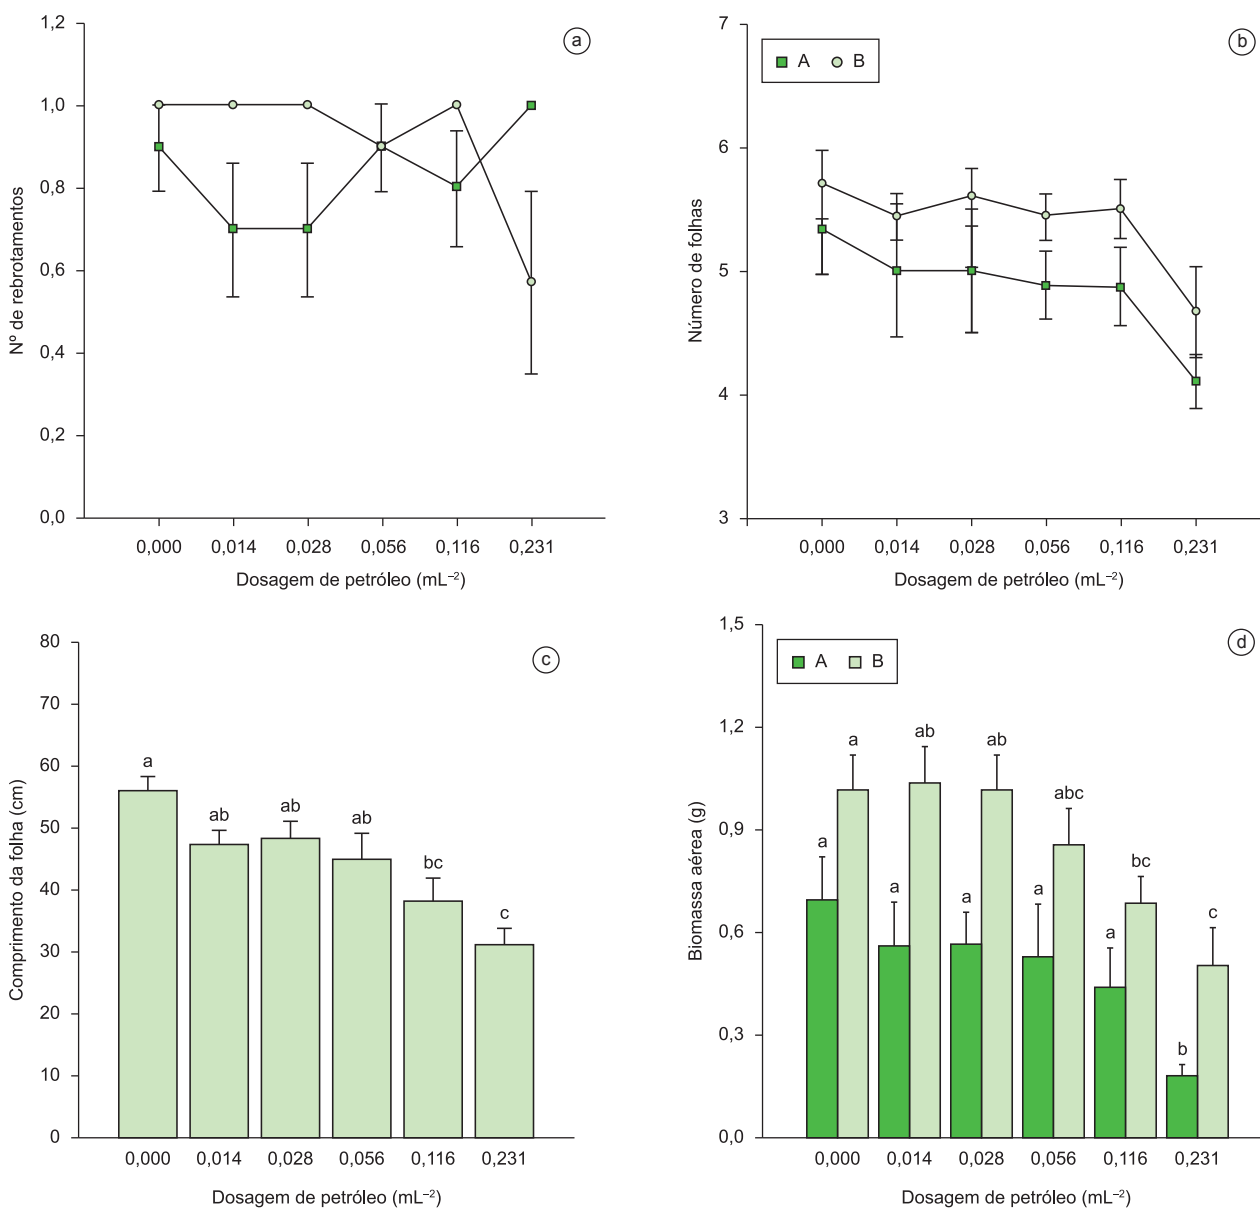 a
Nº de rebrotamentos
1,2
1,0
0,8
0,6
0,4
0,2
0,0
0,000 0,014 0,028 0,056 0,116 0,231
Dosagem de petróleo (mL⁻²)
b
A B
Número de folhas
7
6
5
4
3
0,000 0,014 0,028 0,056 0,116 0,231
Dosagem de petróleo (mL⁻²)
c
Comprimento da folha (cm)
80
70
60
50
40
30
20
10
0
a ab ab ab bc c
0,000 0,014 0,028 0,056 0,116 0,231
Dosagem de petróleo (mL⁻²)
d
A B
Biomassa aérea (g)
1,5
1,2
0,9
0,6
0,3
0,0
a a a ab a ab a abc a bc b c
0,000 0,014 0,028 0,056 0,116 0,231
Dosagem de petróleo (mL⁻²)